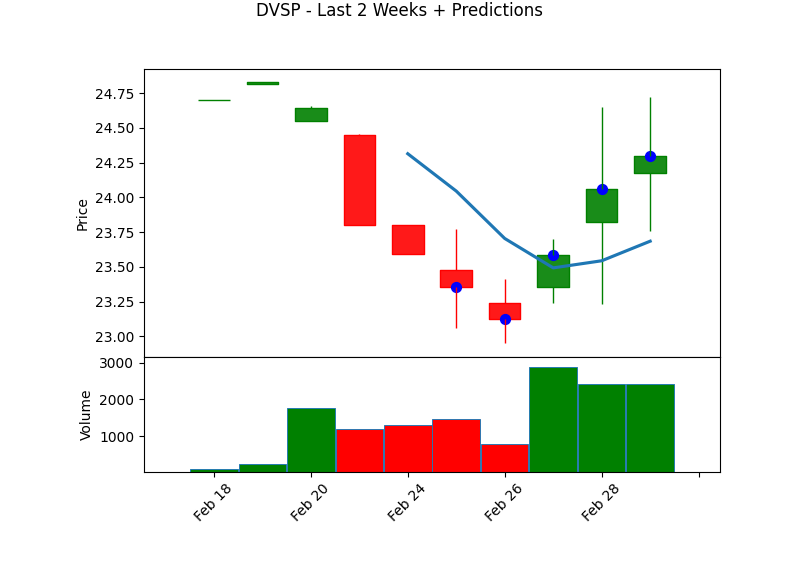 DVSP - Last 2 Weeks + Predictions
24.75
24.50
24.25
24.00
23.75
23.50
23.25
23.00
Price
3000
2000
1000
Volume
Feb 18
Feb 20
Feb 24
Feb 26
Feb 28